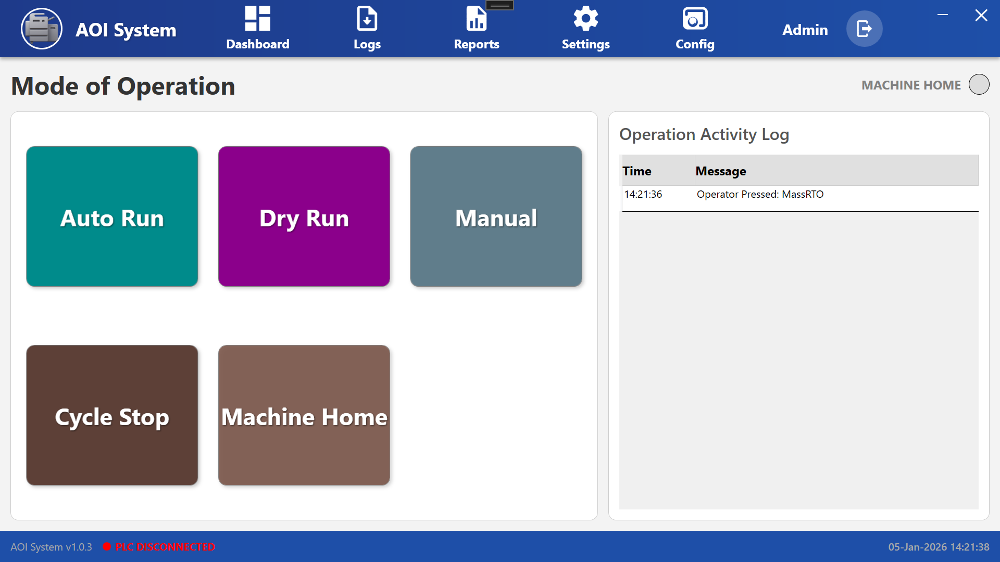 AOI System
Dashboard
Logs
Reports
Settings
Config
Admin
Mode of Operation
MACHINE HOME
Auto Run
Dry Run
Manual
Cycle Stop
Machine Home
Operation Activity Log
Time Message
14:21:36 Operator Pressed: MassRTO
AOI System v1.0.3
PLC DISCONNECTED
05-Jan-2026 14:21:38